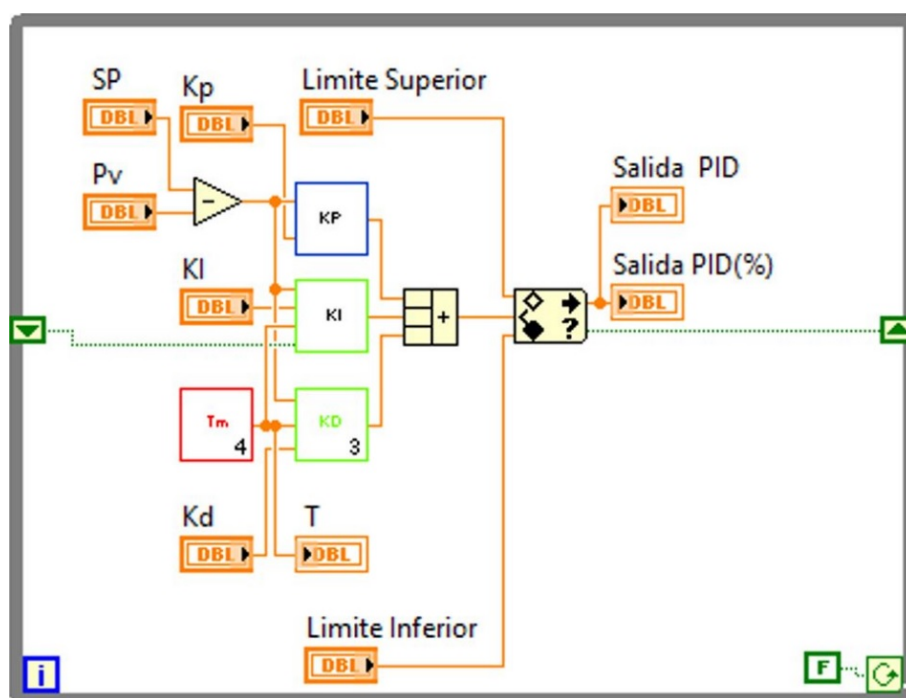 SP
Kp
Limite Superior
DBL
DBL
DBL
Pv
DBL
-
KP
Salida PID
DBL
KI
DBL
KI
+
?
Salida PID(%)
DBL
Tm
4
KD
3
Kd
DBL
T
DBL
Limite Inferior
DBL
i
F